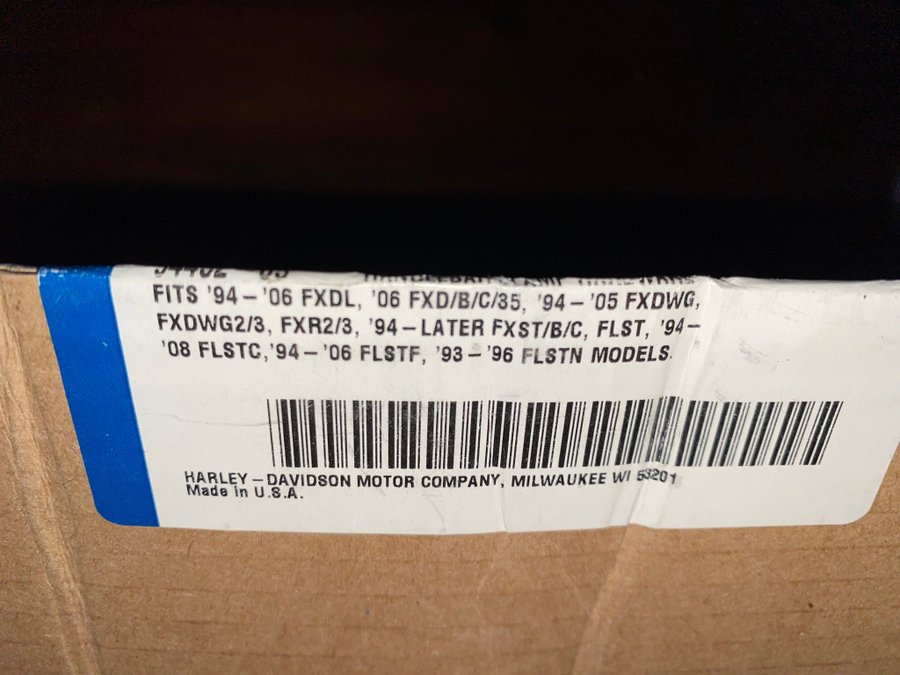 FITS '94-'06 FXDL, '06 FXD/B/C/35, '94-'05 FXDWG,
FXDWG2/3, FXR2/3, '94-LATER FXST/B/C, FLST, '94-
'08 FLSTC,'94-'06 FLSTF, '93-'96 FLSTN MODELS.
HARLEY-DAVIDSON MOTOR COMPANY, MILWAUKEE WI 53201
Made in U.S.A.